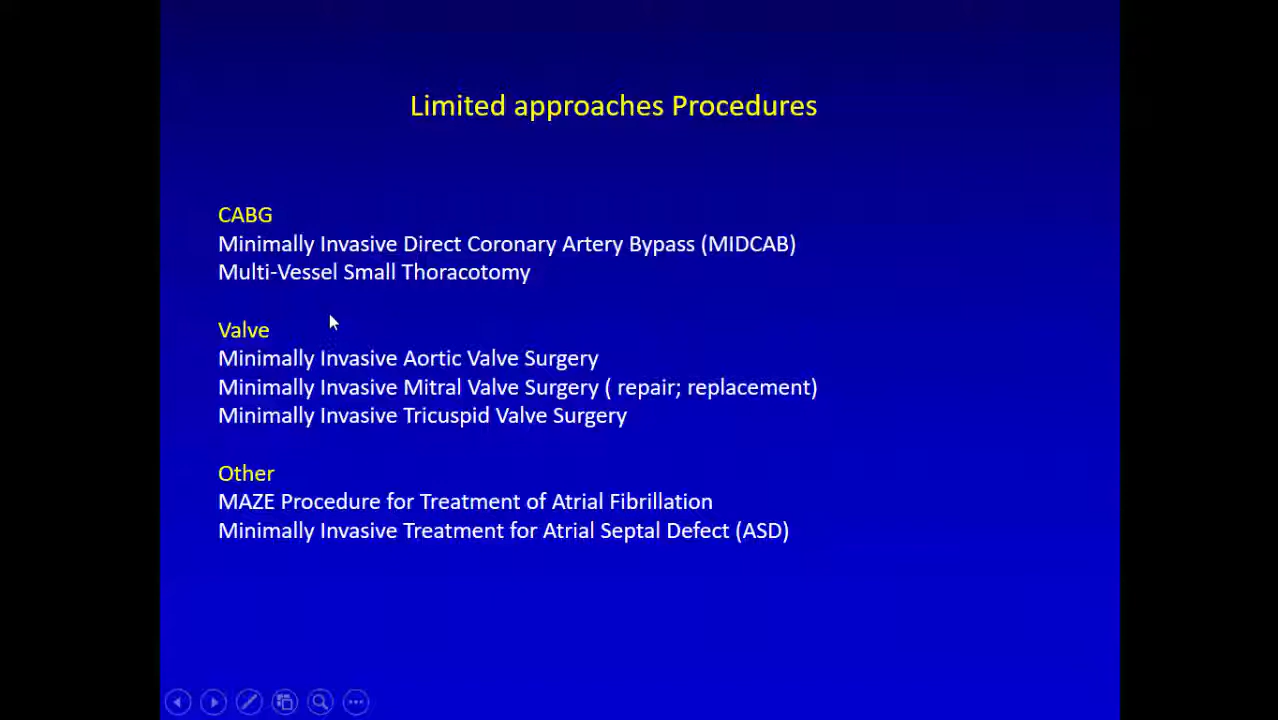 Limited approaches Procedures
CABG
Minimally Invasive Direct Coronary Artery Bypass (MIDCAB)
Multi-Vessel Small Thoracotomy
Valve
Minimally Invasive Aortic Valve Surgery
Minimally Invasive Mitral Valve Surgery ( repair; replacement)
Minimally Invasive Tricuspid Valve Surgery
Other
MAZE Procedure for Treatment of Atrial Fibrillation
Minimally Invasive Treatment for Atrial Septal Defect (ASD)